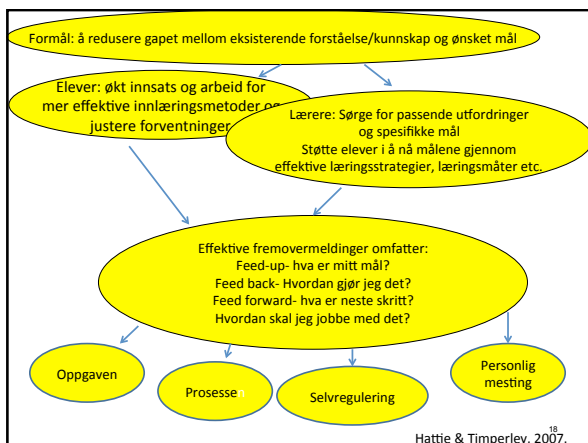 Formål: å redusere gapet mellom eksisterende forståelse/kunnskap og ønsket mål
Elever: økt innsats og arbeid for
mer effektive innlæringsmetoder og
justere forventninger
Lærere: Sørge for passende utfordringer
og spesifikke mål
Støtte elever i å nå målene gjennom
effektive læringsstrategier, læringsmåter etc.
Effektive fremovermeldinger omfatter:
Feed-up- hva er mitt mål?
Feed back- Hvordan gjør jeg det?
Feed forward- hva er neste skritt?
Hvordan skal jeg jobbe med det?
Oppgaven
Prosessen
Selvregulering
Personlig
mesting
18
Hattie & Timperley, 2007.